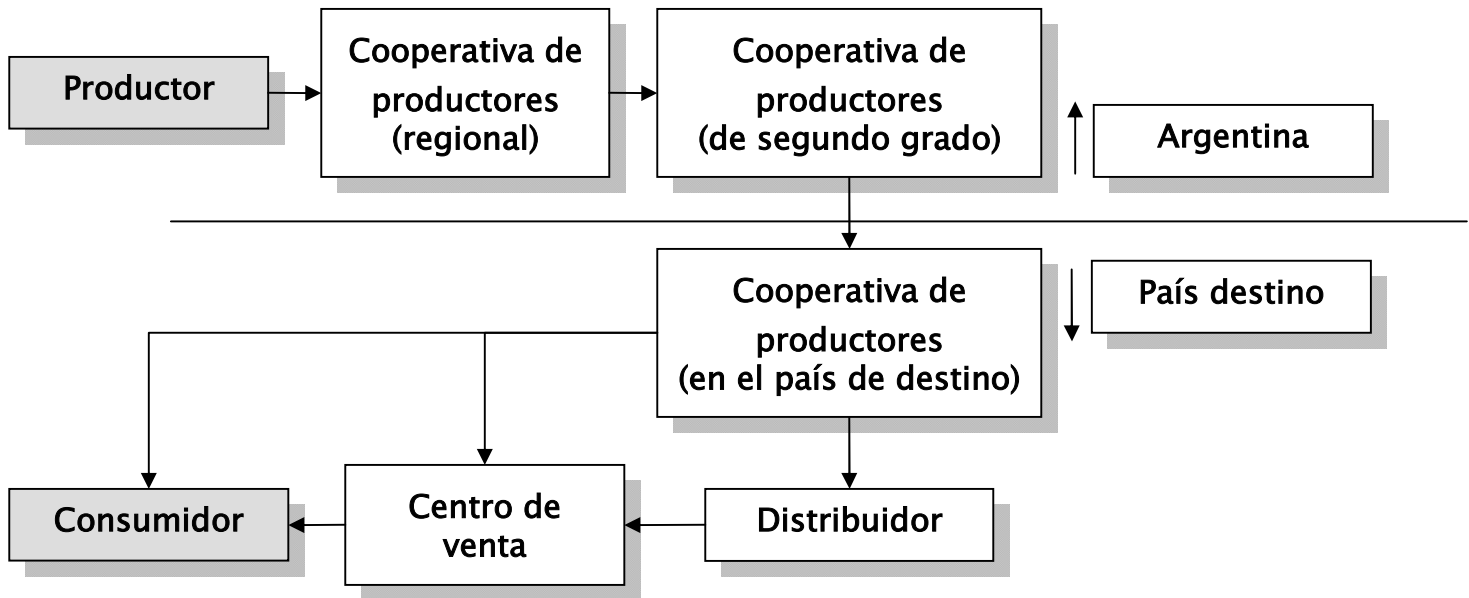 Productor
Cooperativa de
productores
(regional)
Cooperativa de
productores
(de segundo grado)
Argentina
Cooperativa de
productores
(en el país de destino)
País destino
Consumidor
Centro de
venta
Distribuidor